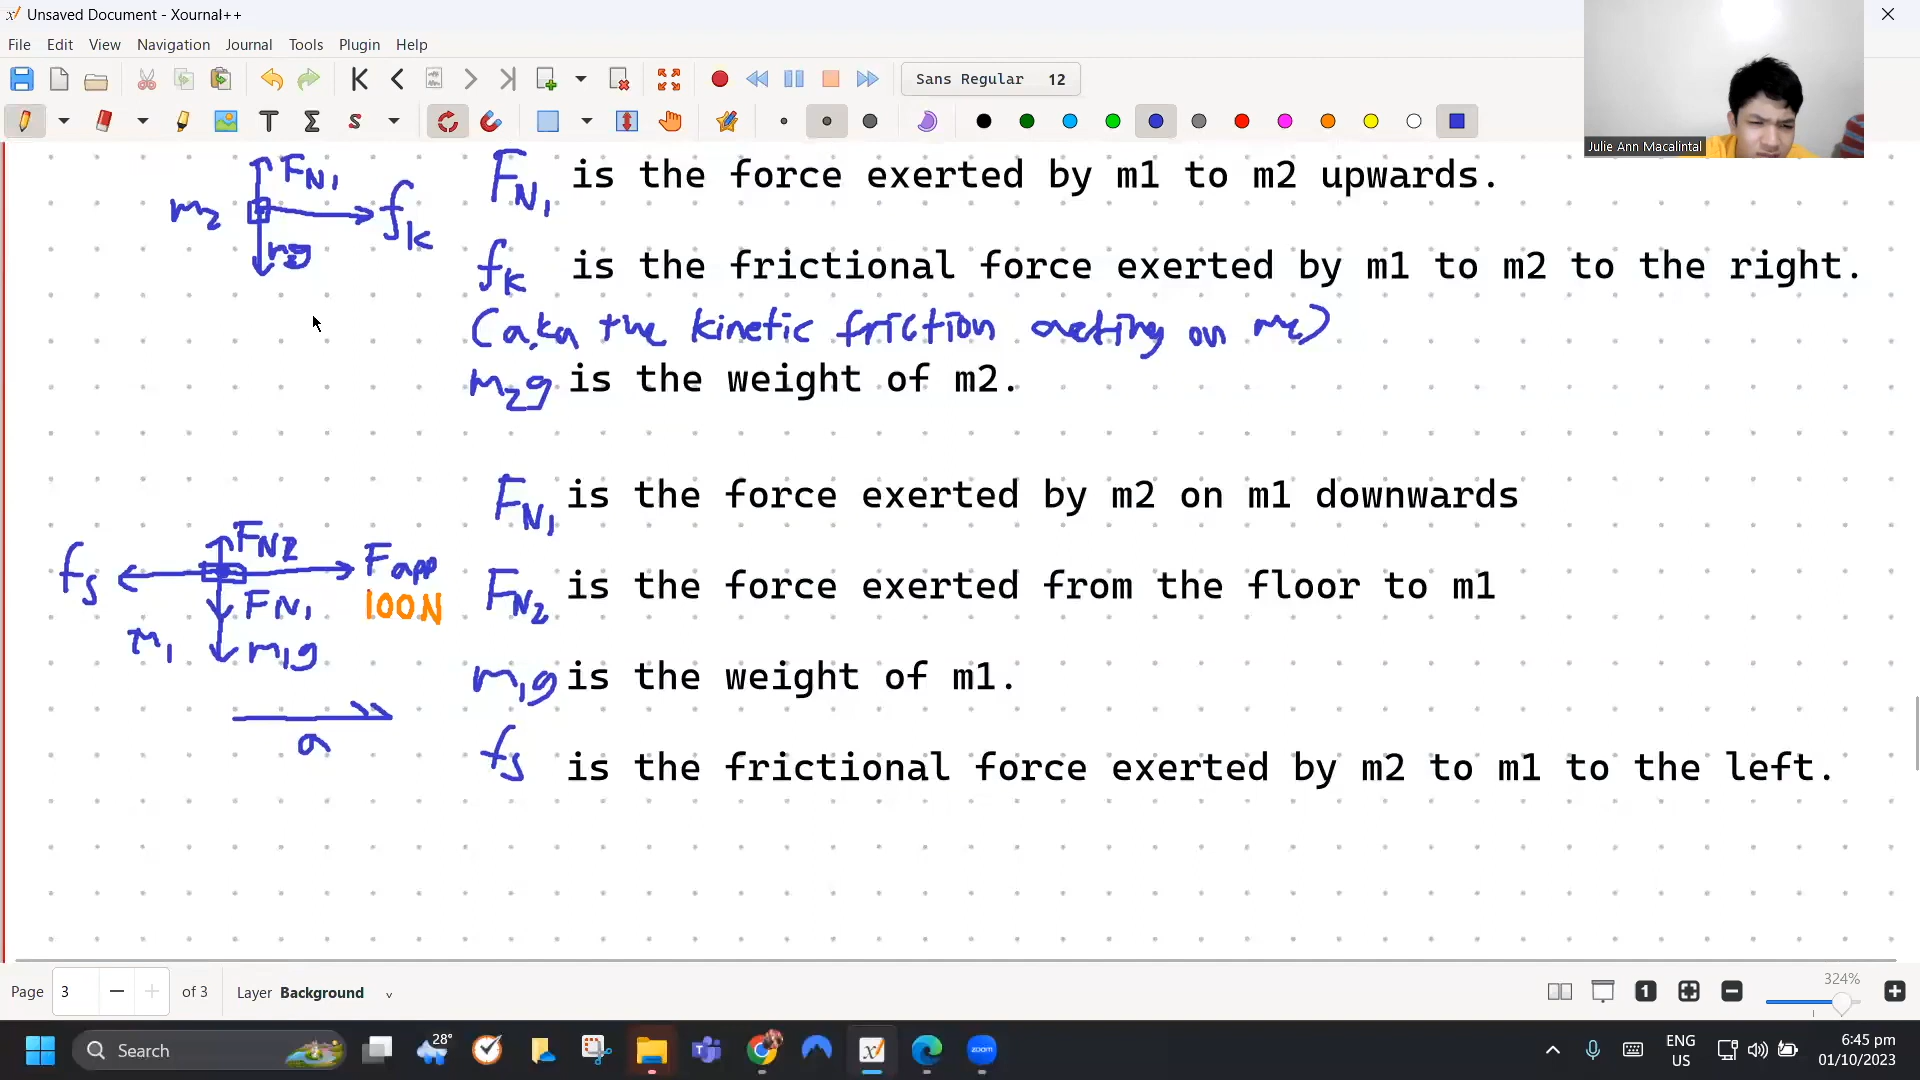 Unsaved Document - Xournal++
File Edit View Navigation Journal Tools Plugin Help
Sans Regular 12
Julie Ann Macalintal
FN1
m2
fk
m2g
FN1 is the force exerted by m1 to m2 upwards.
fk is the frictional force exerted by m1 to m2 to the right.
(aka the kinetic friction acting on m2)
m2g is the weight of m2.
FN1 is the force exerted by m2 on m1 downwards
FN2
fs
Fapp
100N
FN1
m1
m1g
a
FN2 is the force exerted from the floor to m1
m1g is the weight of m1.
fs is the frictional force exerted by m2 to m1 to the left.
Page 3 of 3 Layer Background
324%
Search
28°
zoom
ENG
US
6:45 pm
01/10/2023